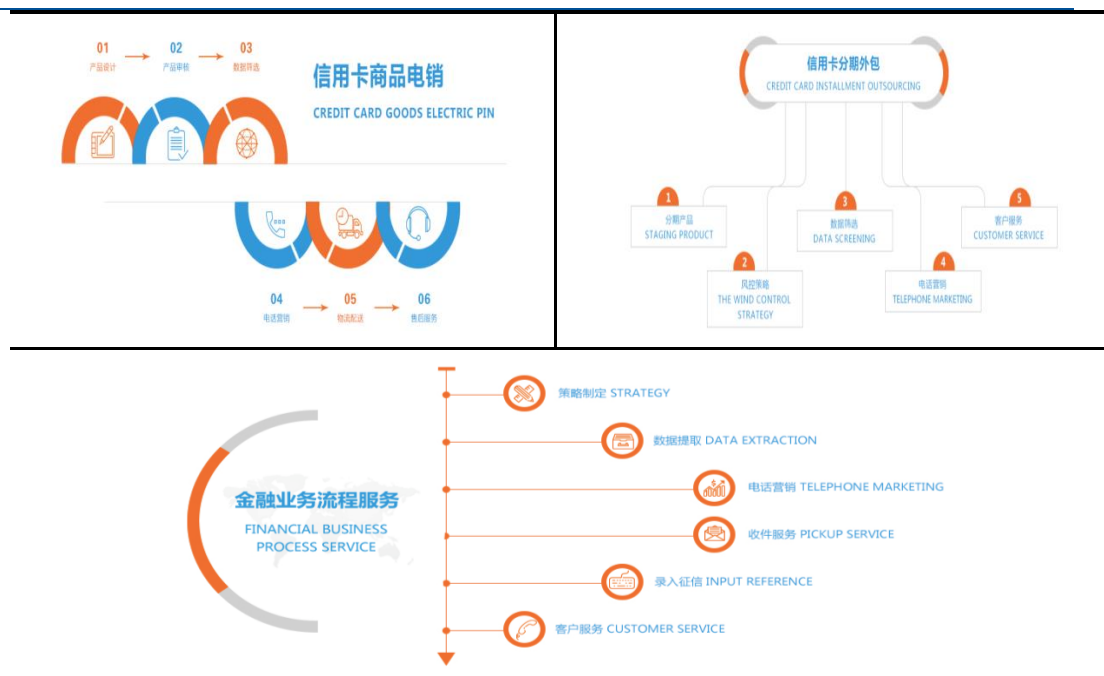 01
02
03
产品设计
产品审核
数据筛选
信用卡商品电销
CREDIT CARD GOODS ELECTRIC PIN
04
05
06
电话营销
物流配送
售后服务
信用卡分期外包
CREDIT CARD INSTALLMENT OUTSOURCING
1
分期产品
STAGING PRODUCT
2
风控策略
THE WIND CONTROL
STRATEGY
3
数据筛选
DATA SCREENING
4
电话营销
TELEPHONE MARKETING
5
客户服务
CUSTOMER SERVICE
金融业务流程服务
FINANCIAL BUSINESS
PROCESS SERVICE
策略制定 STRATEGY
数据提取 DATA EXTRACTION
电话营销 TELEPHONE MARKETING
收件服务 PICKUP SERVICE
录入征信 INPUT REFERENCE
客户服务 CUSTOMER SERVICE